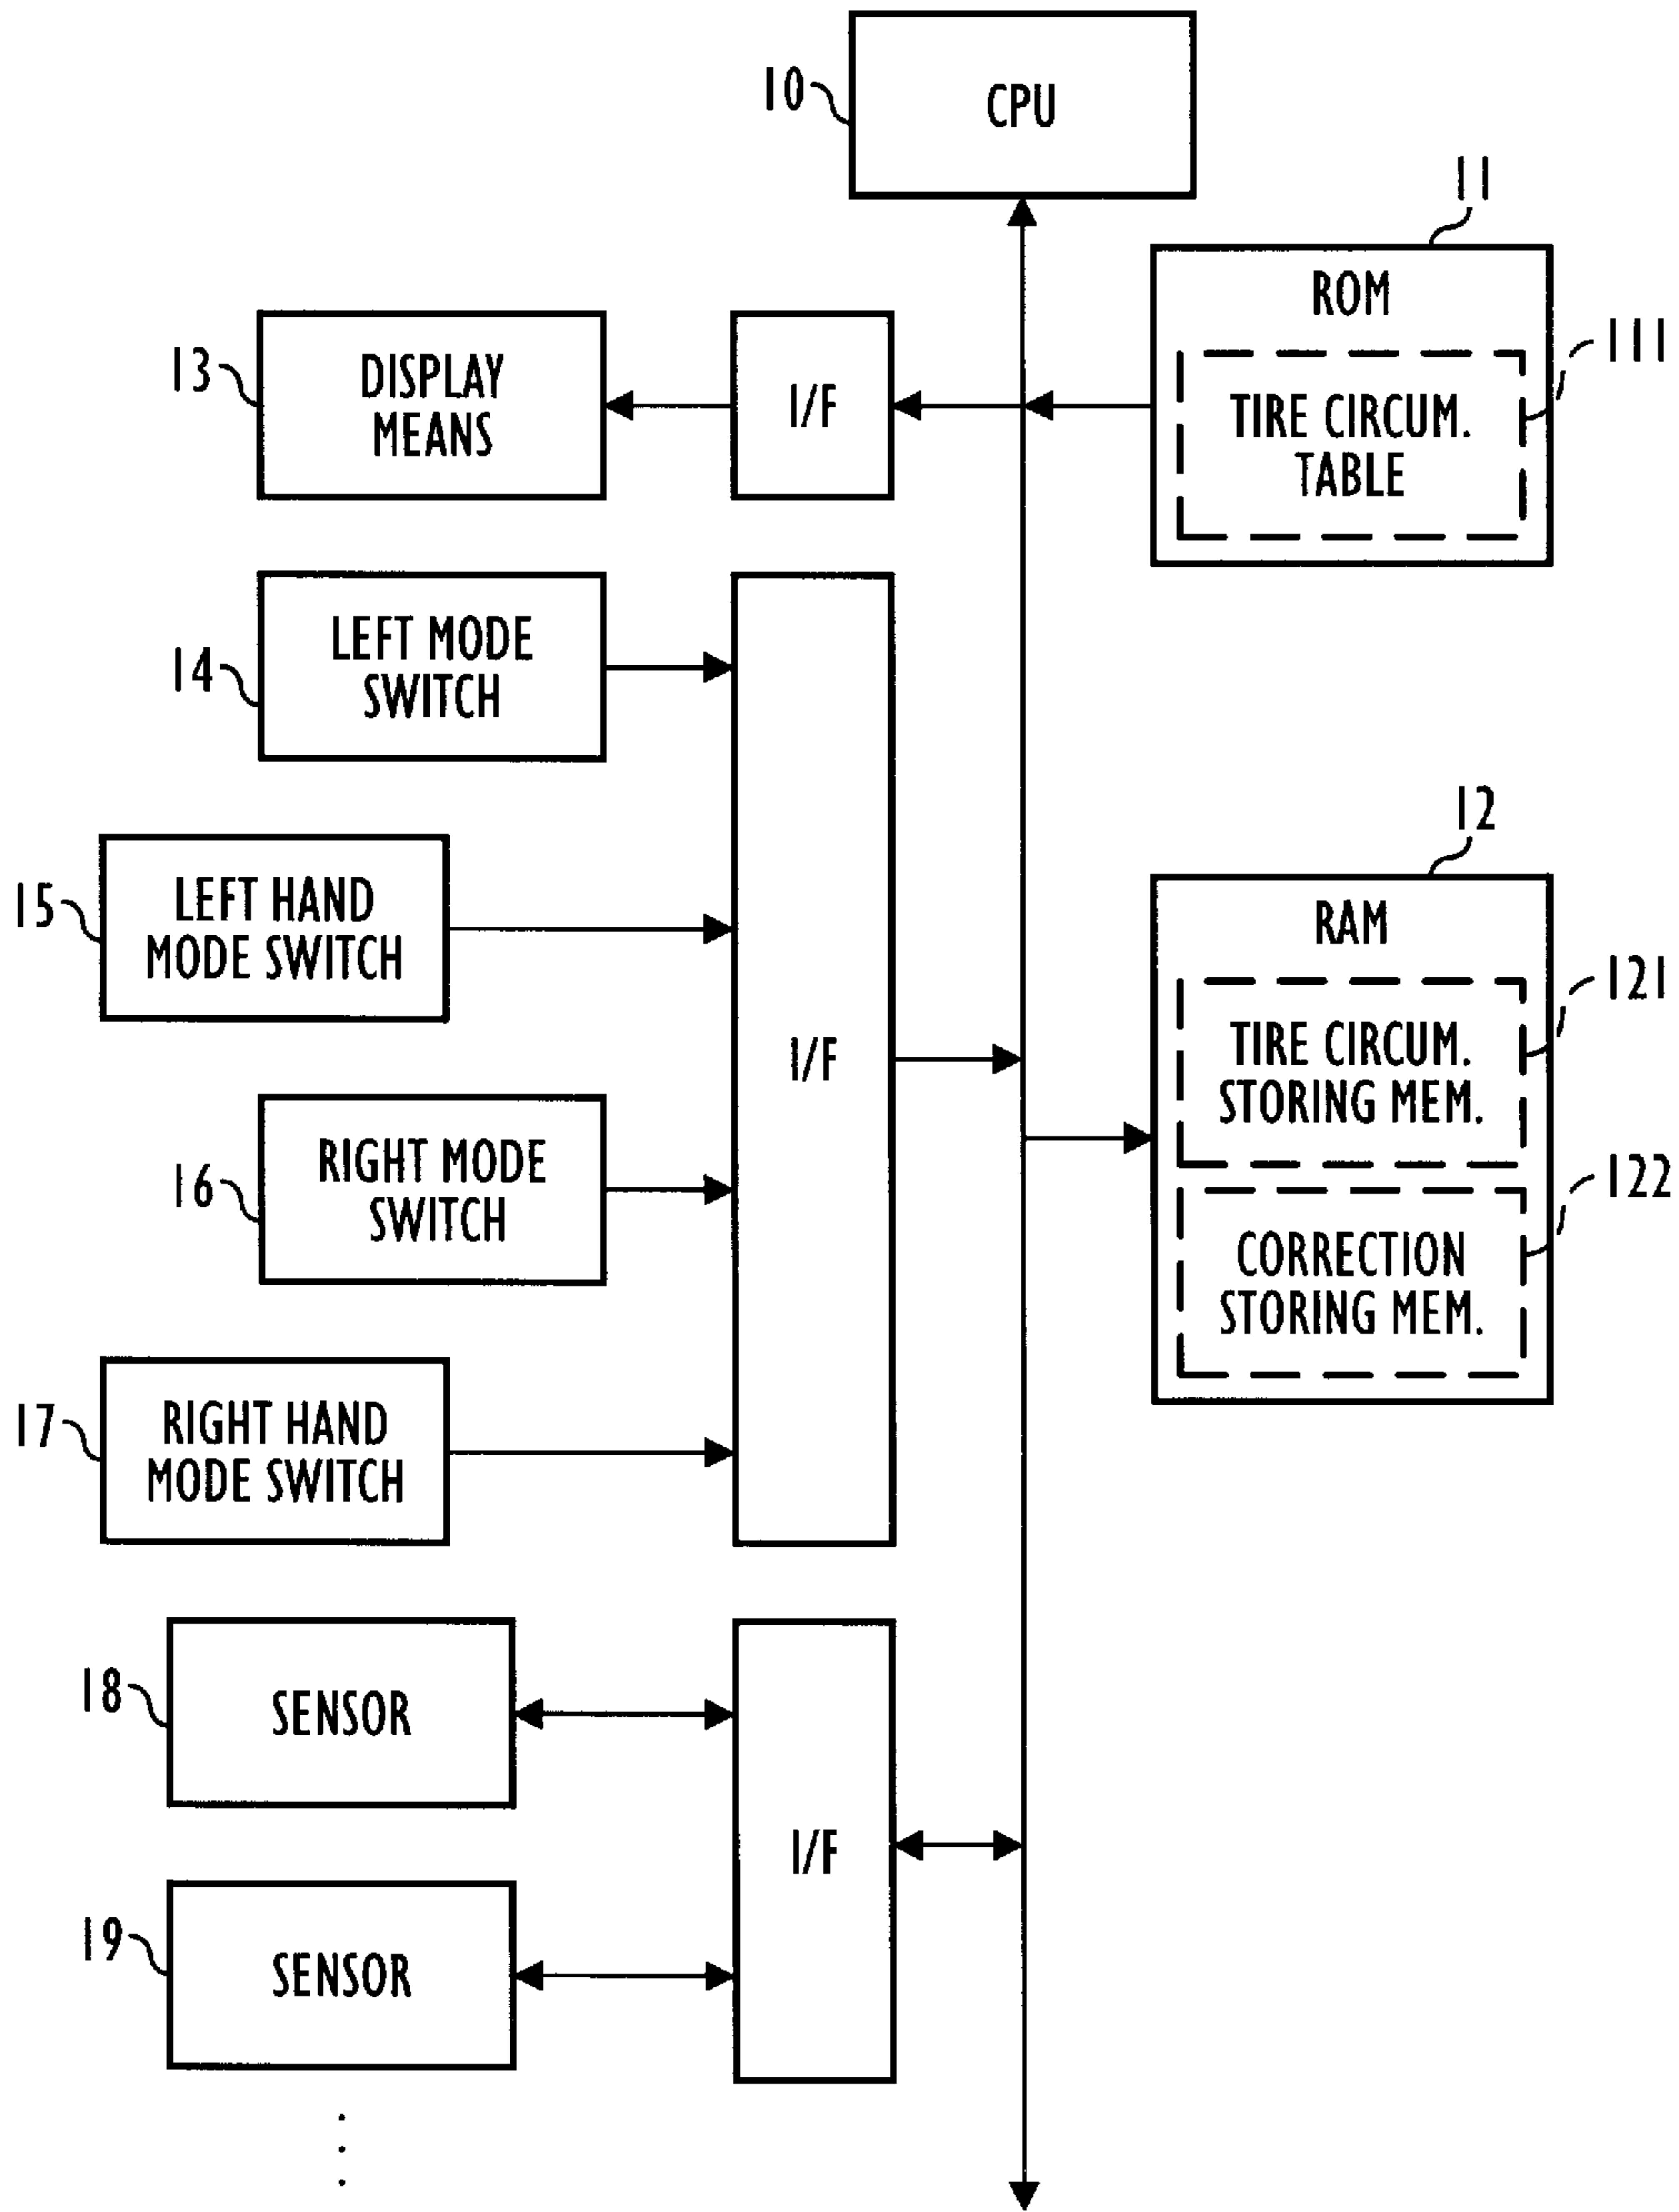 10
CPU
11
ROM
111
TIRE CIRCUM.
TABLE
13
DISPLAY
MEANS
I/F
14
LEFT MODE
SWITCH
15
LEFT HAND
MODE SWITCH
16
RIGHT MODE
SWITCH
17
RIGHT HAND
MODE SWITCH
I/F
12
RAM
121
TIRE CIRCUM.
STORING MEM.
122
CORRECTION
STORING MEM.
18
SENSOR
19
SENSOR
I/F